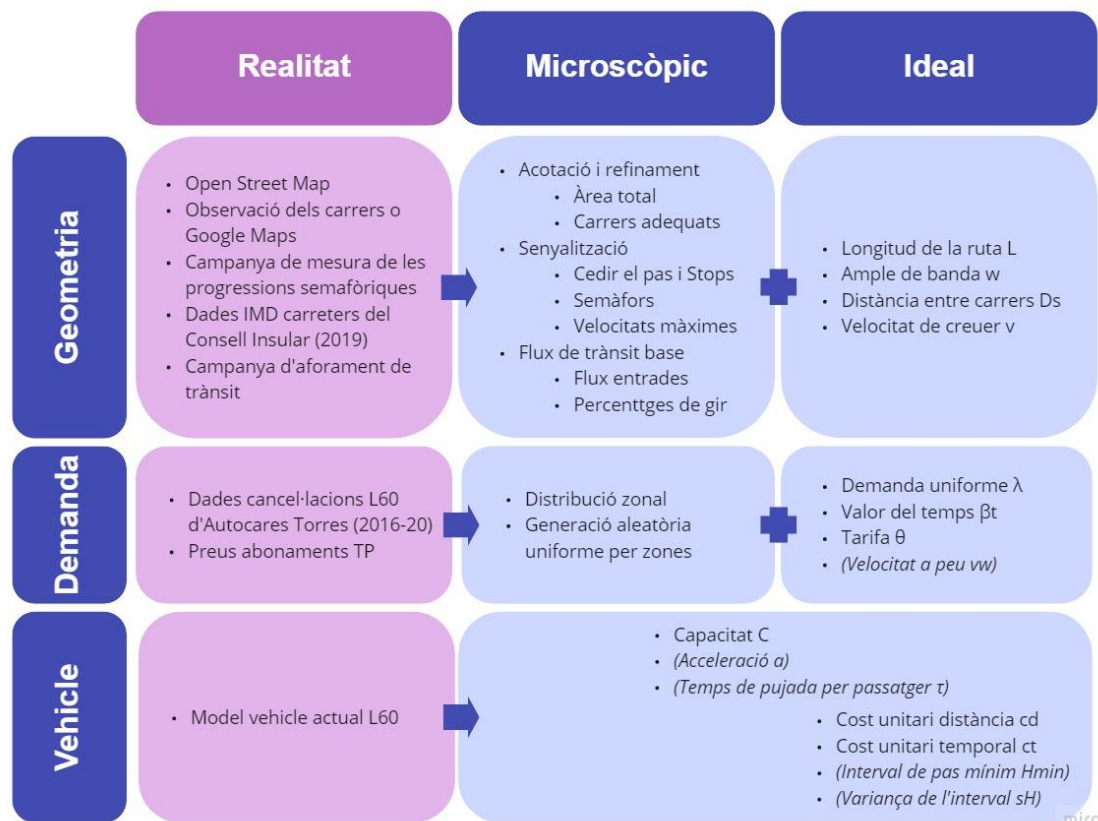 Realitat
Microscòpic
Ideal
Geometria
• Open Street Map
• Observació dels carrers o
Google Maps
• Campanya de mesura de les
progressions semafòriques
• Dades IMD carreters del
Consell Insular (2019)
• Campanya d'aforament de
trànsit
• Acotació i refinament
• Àrea total
• Carrers adequats
• Senyalització
• Cedir el pas i Stops
• Semàfors
• Velocitats màximes
• Flux de trànsit base
• Flux entrades
• Percenttges de gir
• Longitud de la ruta L
• Ample de banda w
• Distància entre carrers Ds
• Velocitat de creuer v
Demanda
• Dades cancel·lacions L60
d'Autocares Torres (2016-20)
• Preus abonaments TP
• Distribució zonal
• Generació aleatòria
uniforme per zones
• Demanda uniforme λ
• Valor del temps βt
• Tarifa θ
• (Velocitat a peu vw)
Vehicle
• Model vehicle actual L60
• Capacitat C
• (Acceleració a)
• (Temps de pujada per passatger τ)
• Cost unitari distància cd
• Cost unitari temporal ct
• (Interval de pas mínim Hmin)
• (Variança de l'interval sH)